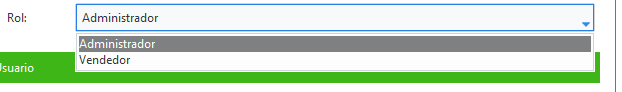 Rol: Administrador
Administrador
Vendedor
Usuario